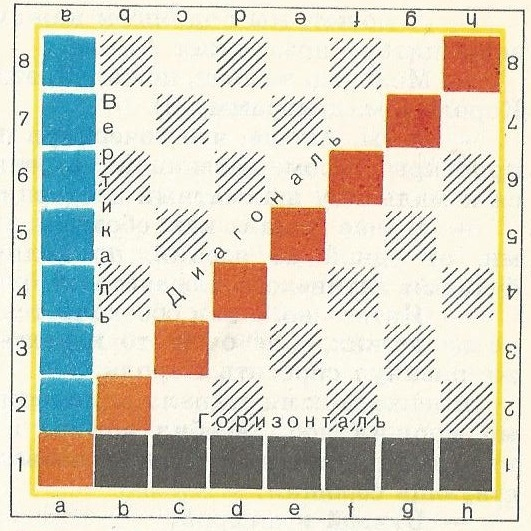 a b c d e f g h
8 8
7 7
6 6
5 5
4 4
3 3
2 2
1 1
Вертикаль
Диагональ
Горизонталь
a b c d e f g h